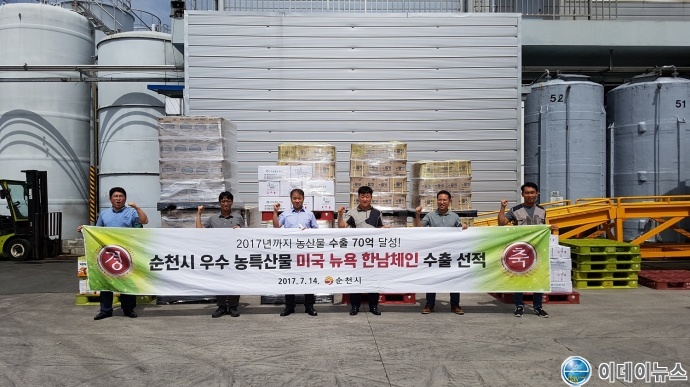 52
51
2017년까지 농산물 수출 70억 달성!
경 순천시 우수 농특산물 미국 뉴욕 한남체인 수출 선적 축
2017. 7. 14. 순천시
이데이뉴스